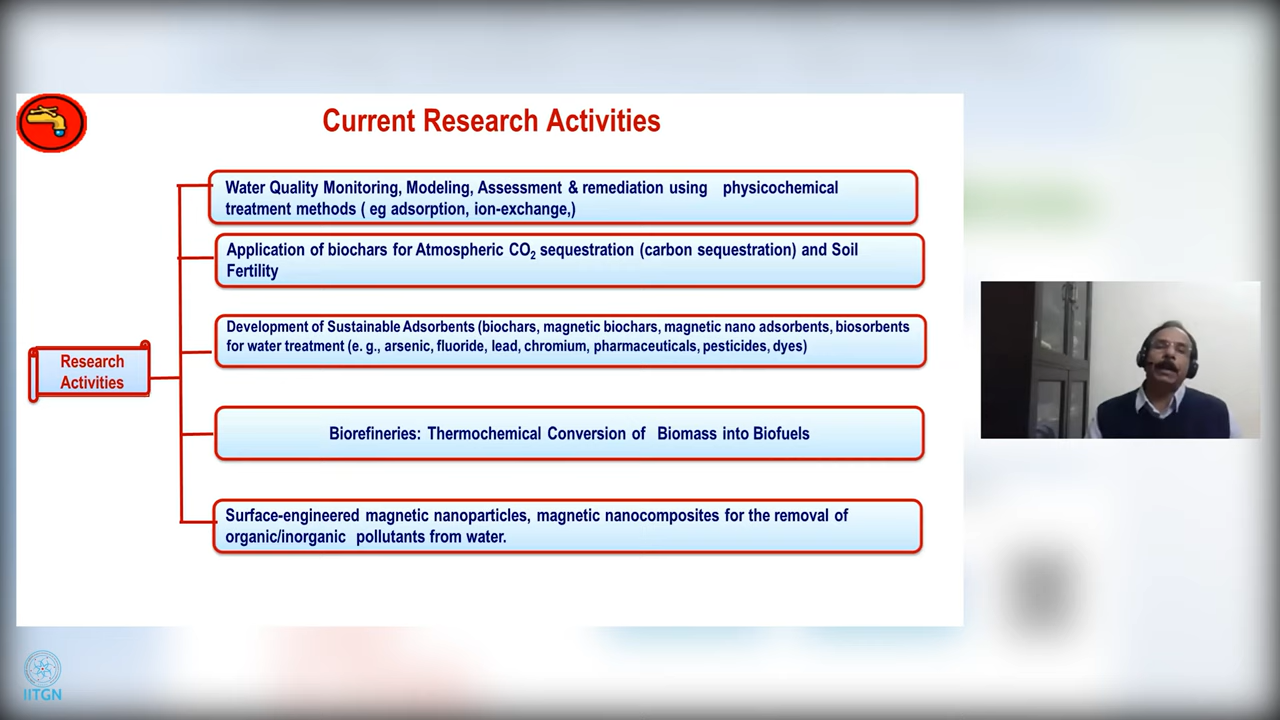 Current Research Activities
Water Quality Monitoring, Modeling, Assessment & remediation using physicochemical
treatment methods ( eg adsorption, ion-exchange,)
Application of biochars for Atmospheric CO₂ sequestration (carbon sequestration) and Soil
Fertility
Development of Sustainable Adsorbents (biochars, magnetic biochars, magnetic nano adsorbents, biosorbents
for water treatment (e. g., arsenic, fluoride, lead, chromium, pharmaceuticals, pesticides, dyes)
Research
Activities
Biorefineries: Thermochemical Conversion of Biomass into Biofuels
Surface-engineered magnetic nanoparticles, magnetic nanocomposites for the removal of
organic/inorganic pollutants from water.
IITGN